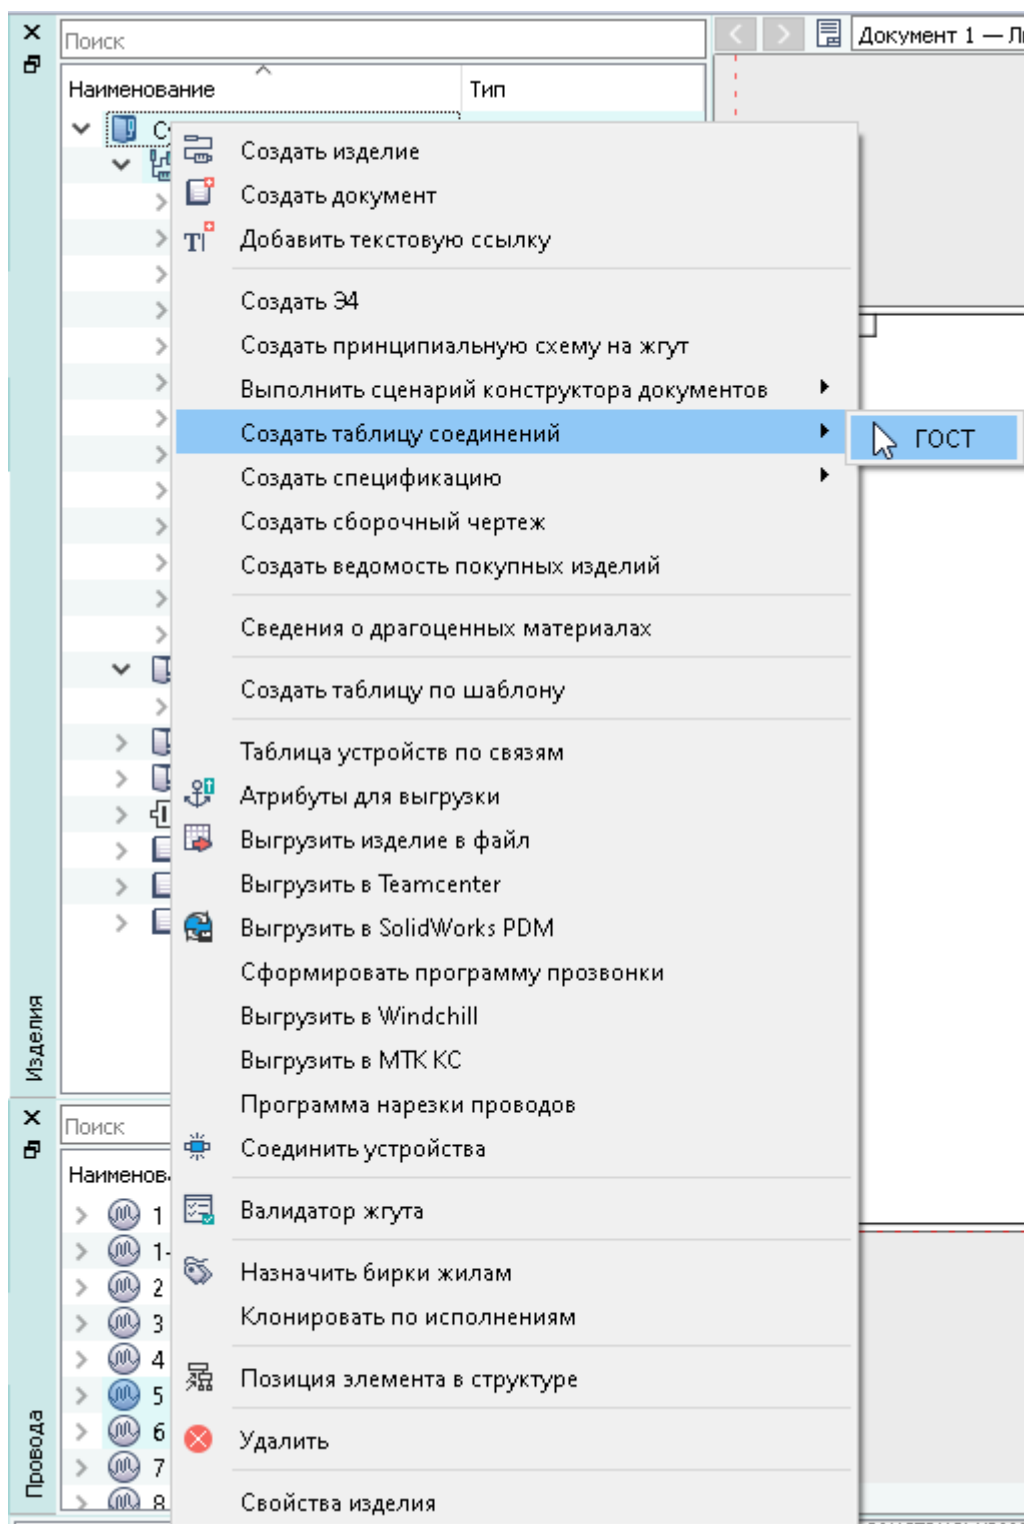 Поиск
Документ 1 —
Наименование
Тип
Создать изделие
Создать документ
Добавить текстовую ссылку
Создать Э4
Создать принципиальную схему на жгут
Выполнить сценарий конструктора документов
Создать таблицу соединений
ГОСТ
Создать спецификацию
Создать сборочный чертеж
Создать ведомость покупных изделий
Сведения о драгоценных материалах
Создать таблицу по шаблону
Таблица устройств по связям
Атрибуты для выгрузки
Выгрузить изделие в файл
Выгрузить в Teamcenter
Выгрузить в SolidWorks PDM
Сформировать программу прозвонки
Выгрузить в Windchill
Выгрузить в МТК КС
Программа нарезки проводов
Соединить устройства
Валидатор жгута
Назначить бирки жилам
Клонировать по исполнениям
Позиция элемента в структуре
Удалить
Свойства изделия
Изделия
Поиск
1
1-
2
3
4
5
6
7
8
Провода